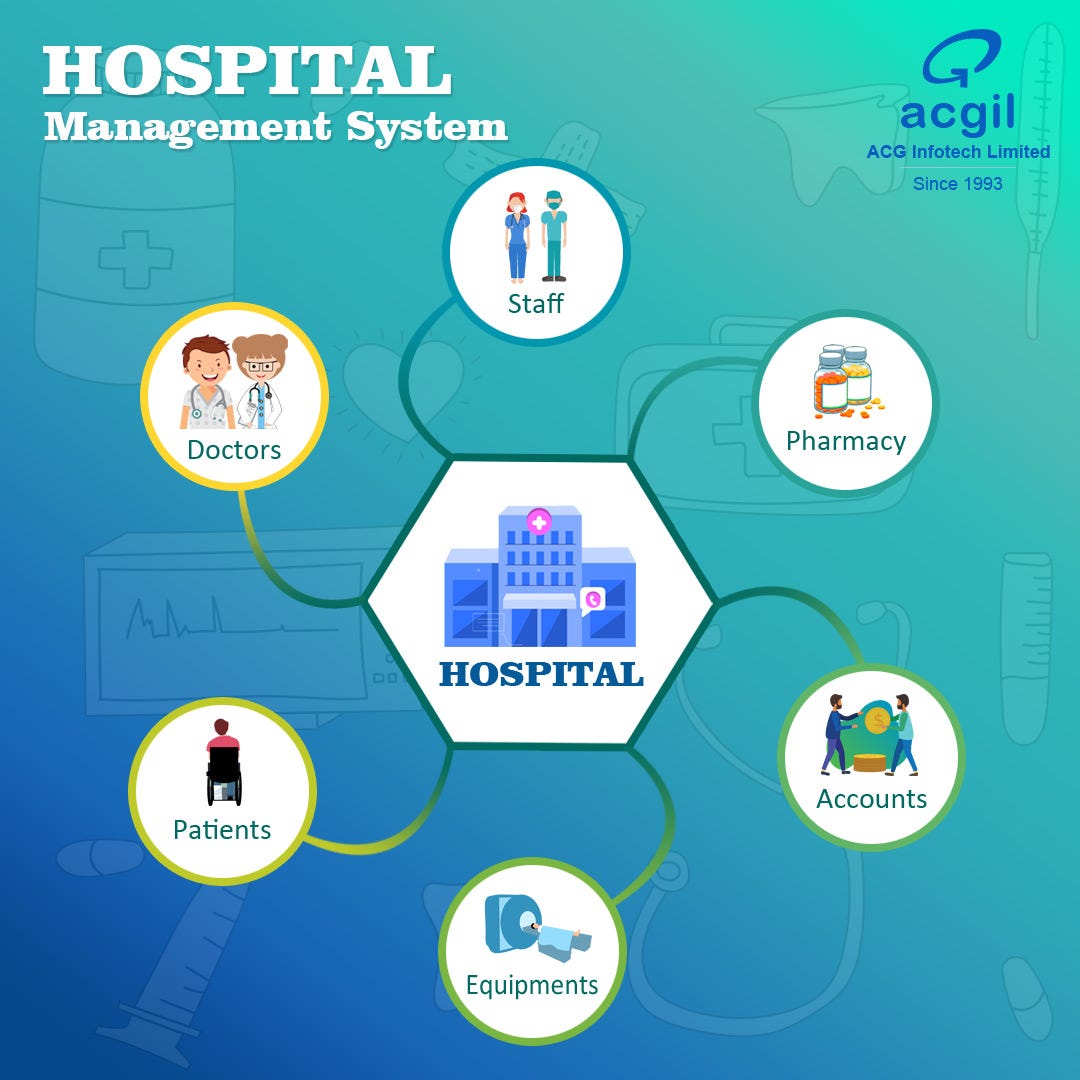 HOSPITAL
Management System
acgil
ACG Infotech Limited
Since 1993
Staff
Doctors
Pharmacy
HOSPITAL
Patients
Accounts
Equipments